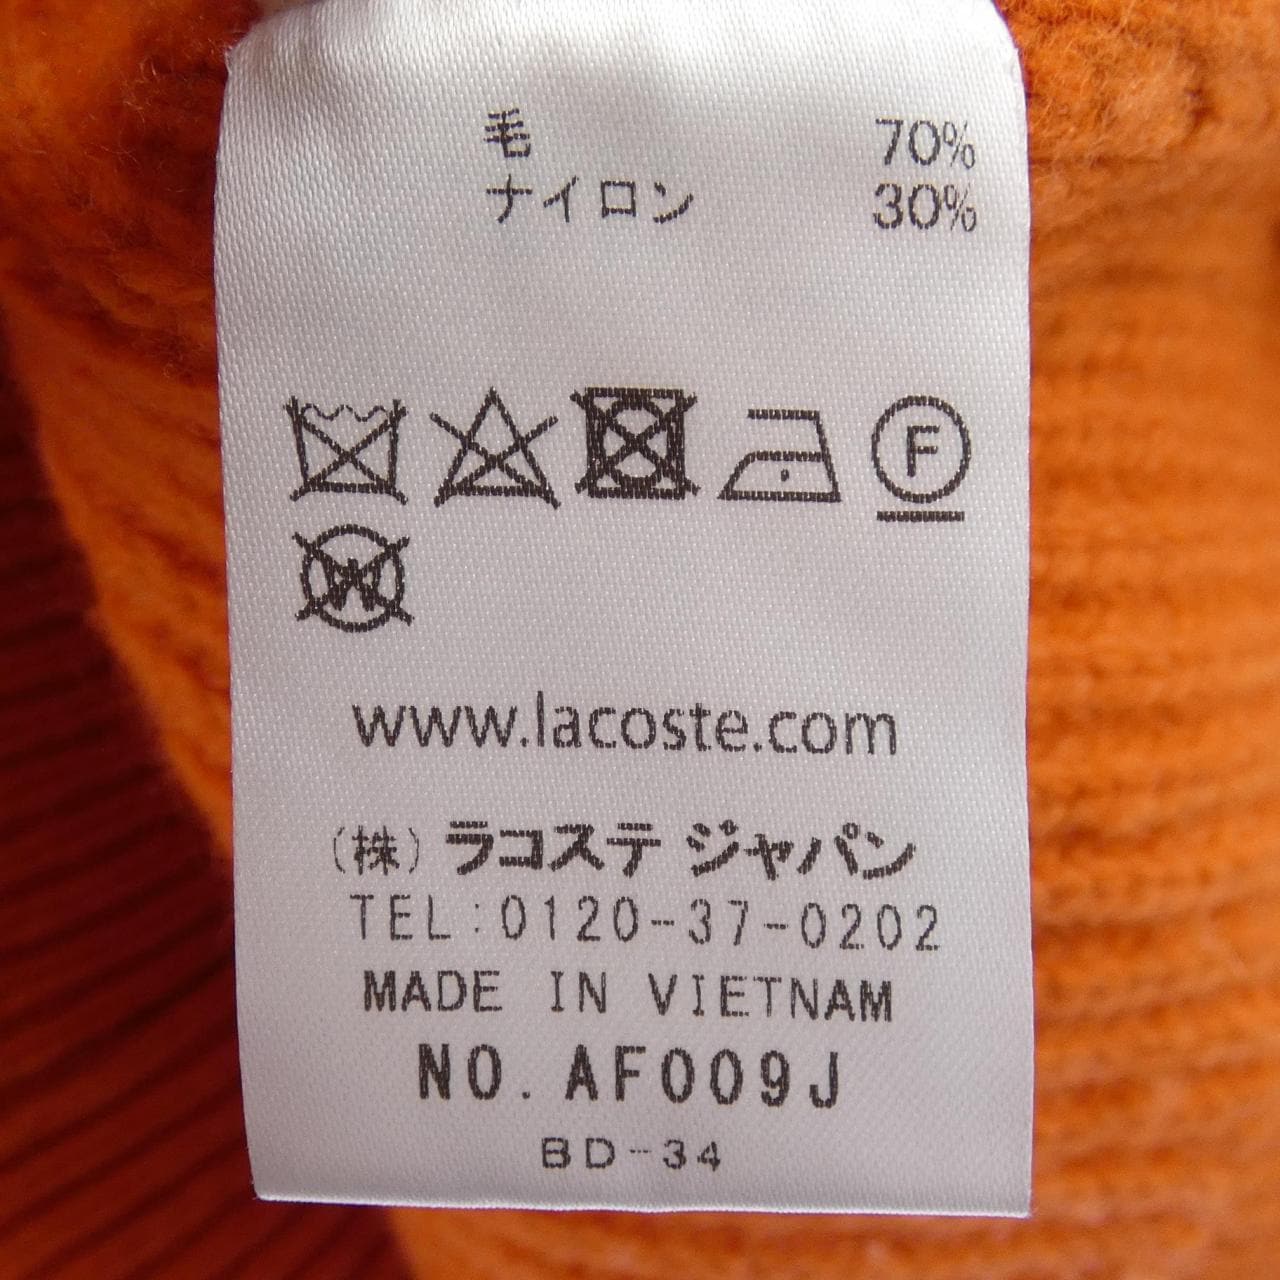 毛 70%
ナイロン 30%
F
W
www.lacoste.com
(株) ラコステ ジャパン
TEL:0120-37-0202
MADE IN VIETNAM
NO. AF009J
BD-34